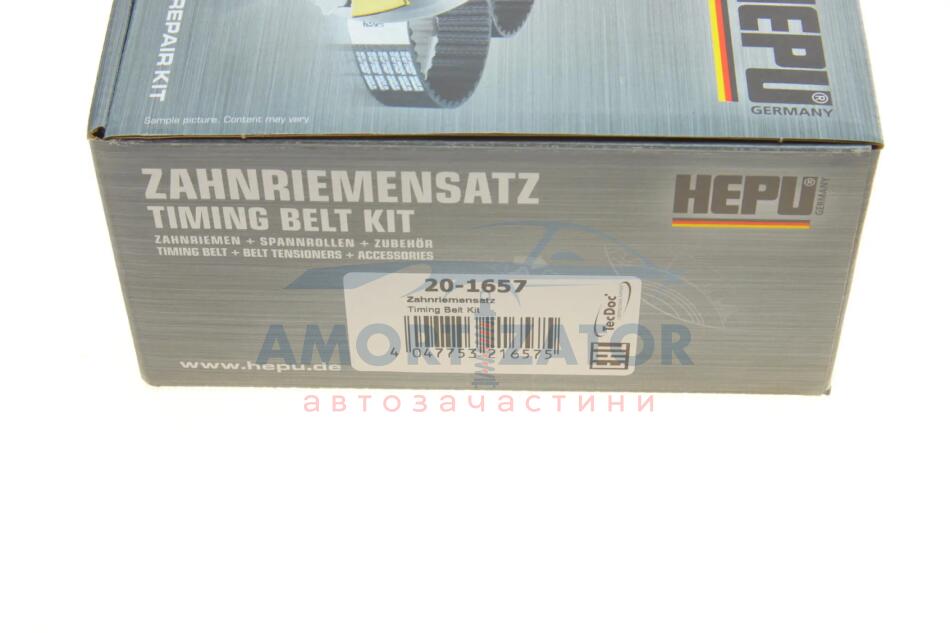 REPAIR KIT
Sample picture. Content may vary
HEPU®
GERMANY
ZAHNRIEMENSATZ
TIMING BELT KIT
ZAHNRIEMEN + SPANNROLLEN + ZUBEHÖR
TIMING BELT + BELT TENSIONERS + ACCESSORIES
HEPU®
GERMANY
20-1657
Zahnriemensatz
Timing Belt Kit
4 047753 216575
TecDoc
EAC
www.hepu.de
AMORTIZATOR
автозачастини